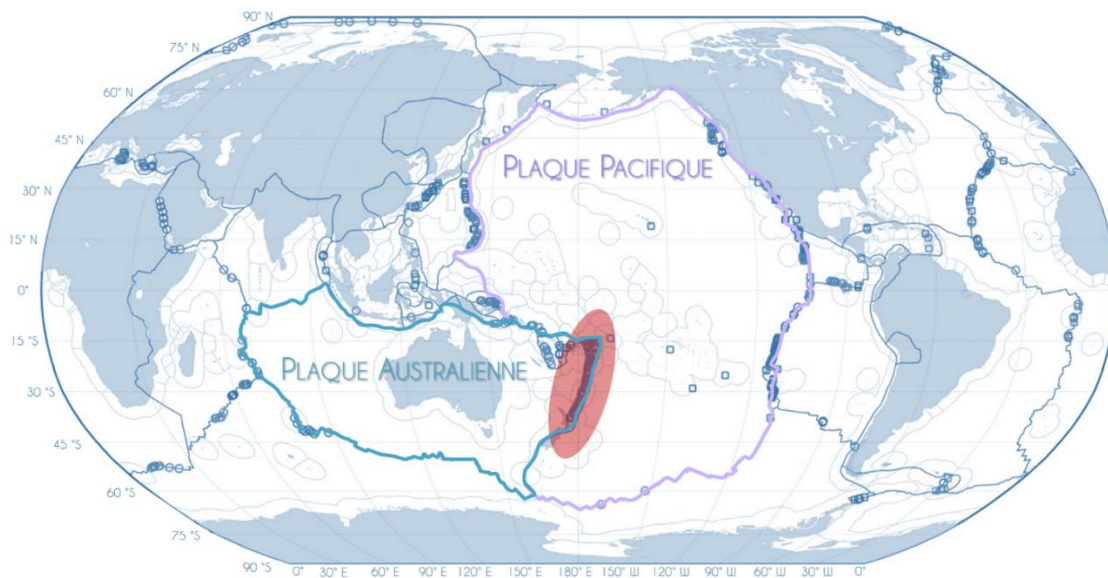 90° N
75° N
60° N
45° N
30° N
15° N
0°
15° S
30° S
45° S
60° S
75° S
90° S
PLAQUE PACIFIQUE
PLAQUE AUSTRALIENNE
0° 30° E 60° E 90° E 120° E 150° E 180° E 150° W 120° W 90° W 60° W 30° W 0°